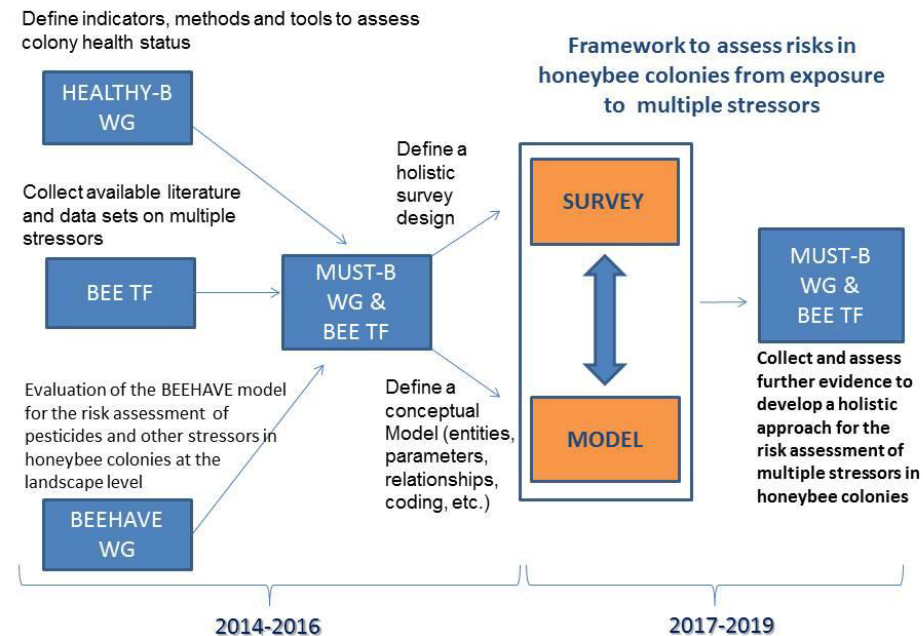 Define indicators, methods and tools to assess
colony health status
HEALTHY-B
WG
Collect available literature
and data sets on multiple
stressors
BEE TF
Evaluation of the BEEHAVE model
for the risk assessment of
pesticides and other stressors in
honeybee colonies at the
landscape level
BEEHAVE
WG
MUST-B
WG &
BEE TF
Define a
holistic
survey
design
Define a
conceptual
Model (entities,
parameters,
relationships,
coding, etc.)
Framework to assess risks in
honeybee colonies from exposure
to multiple stressors
SURVEY
MODEL
MUST-B
WG &
BEE TF
Collect and assess
further evidence to
develop a holistic
approach for the
risk assessment of
multiple stressors in
honeybee colonies
2014-2016
2017-2019